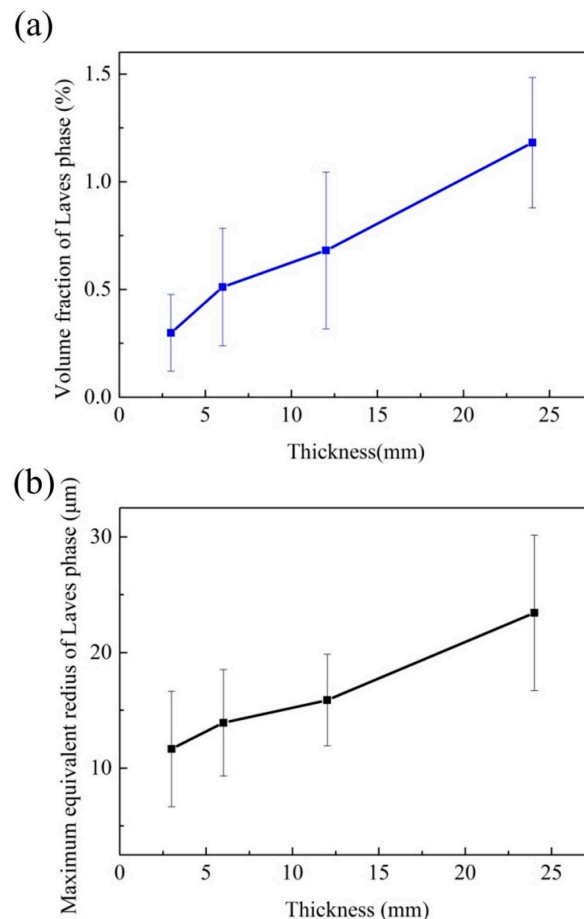 (a)
Volume fraction of Laves phase (%)
1.5
1.0
0.5
0.0
0 5 10 15 20 25
Thickness(mm)
(b)
Maximum equivalent redius of Laves phase (μm)
30
20
10
0 5 10 15 20 25
Thickness (mm)